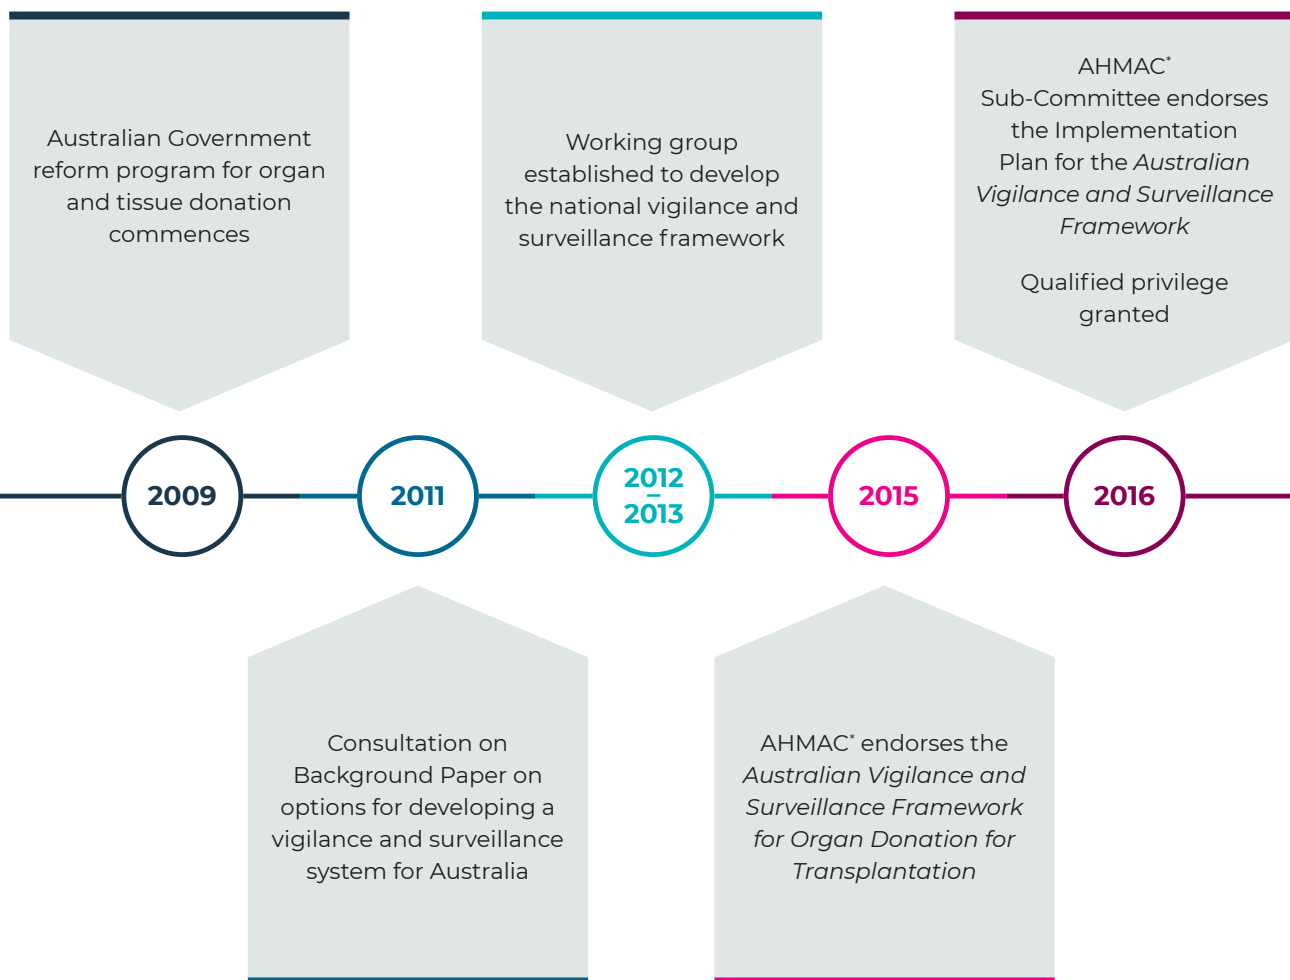 Australian Government
reform program for organ
and tissue donation
commences
Working group
established to develop
the national vigilance and
surveillance framework
AHMAC*
Sub-Committee endorses
the Implementation
Plan for the Australian
Vigilance and Surveillance
Framework
Qualified privilege
granted
2009
2011
2012
–
2013
2015
2016
Consultation on
Background Paper on
options for developing a
vigilance and surveillance
system for Australia
AHMAC* endorses the
Australian Vigilance and
Surveillance Framework
for Organ Donation for
Transplantation